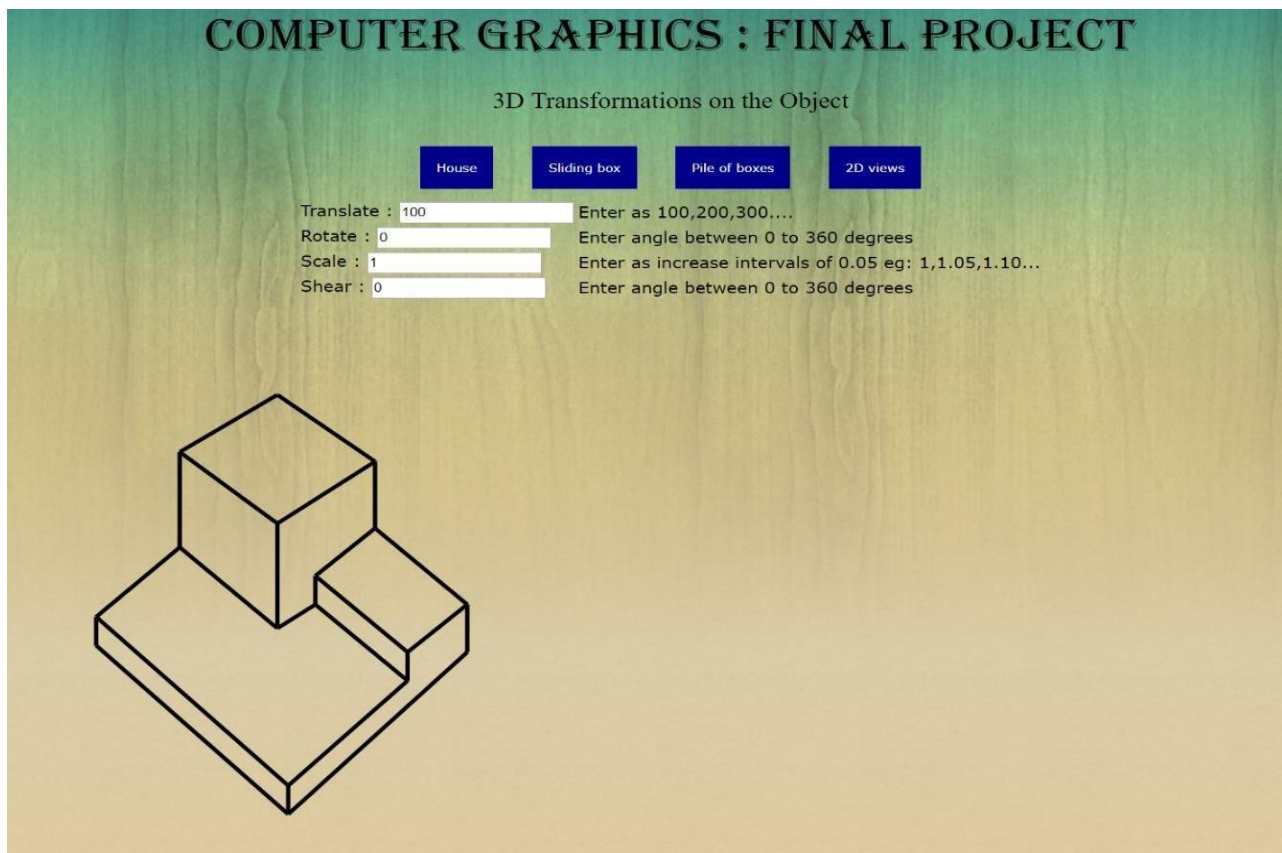 COMPUTER GRAPHICS : FINAL PROJECT
3D Transformations on the Object
House Sliding box Pile of boxes 2D views
Translate : 100 Enter as 100,200,300....
Rotate : 0 Enter angle between 0 to 360 degrees
Scale : 1 Enter as increase intervals of 0.05 eg: 1,1.05,1.10...
Shear : 0 Enter angle between 0 to 360 degrees